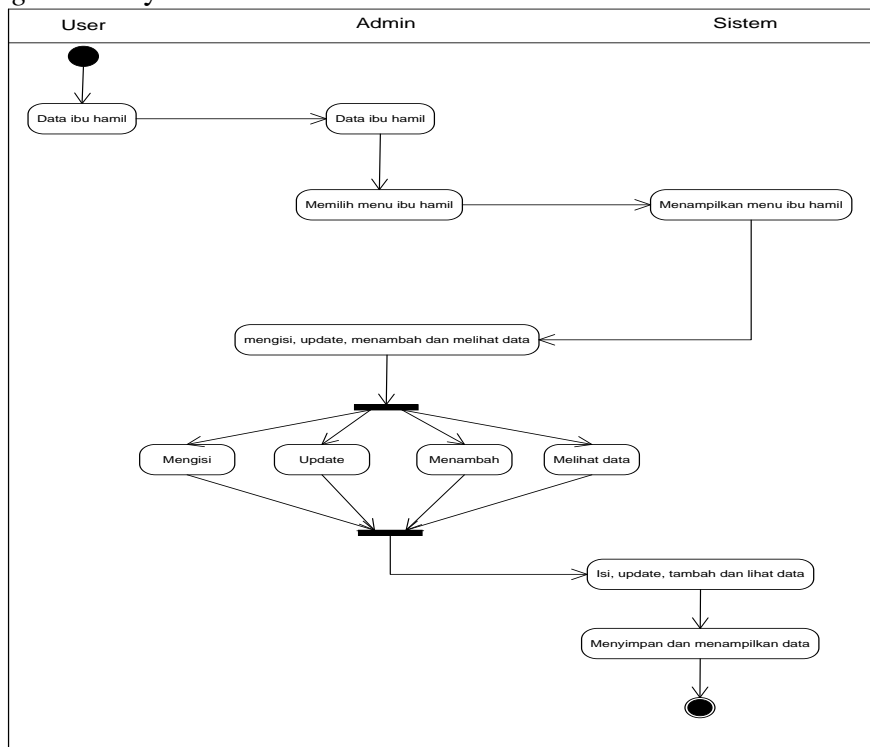 User Admin Sistem
Data ibu hamil Data ibu hamil
Memilih menu ibu hamil Menampilkan menu ibu hamil
mengisi, update, menambah dan melihat data
Mengisi Update Menambah Melihat data
Isi, update, tambah dan lihat data
Menyimpan dan menampilkan data